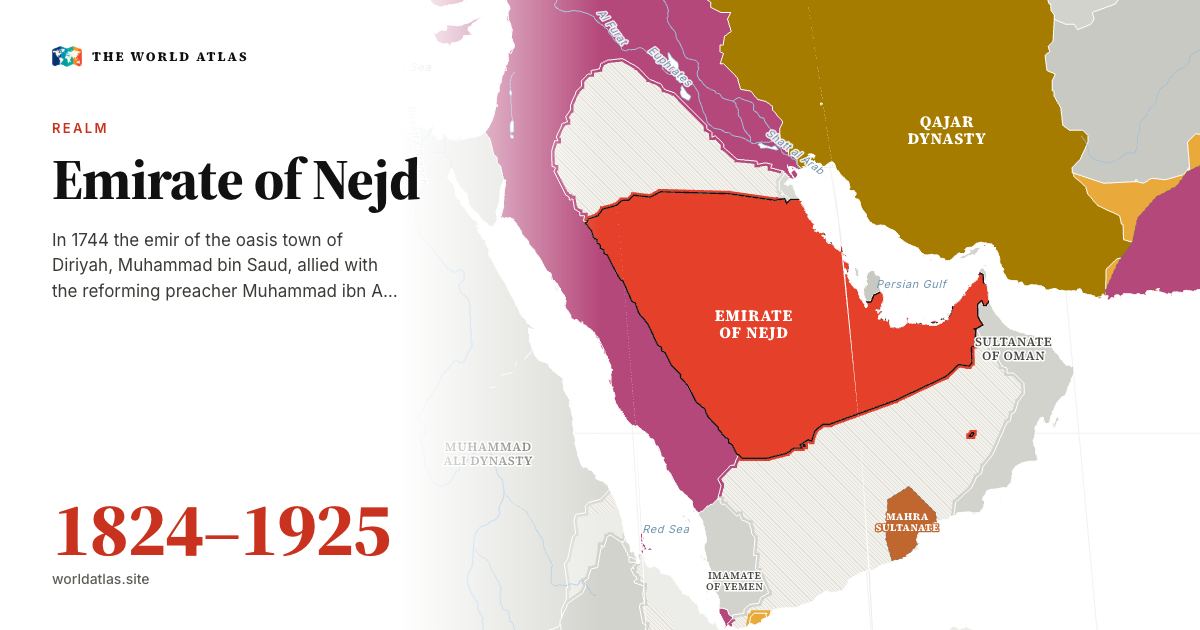 THE WORLD ATLAS
REALM
Emirate of Nejd
In 1744 the emir of the oasis town of
Diriyah, Muhammad bin Saud, allied with
the reforming preacher Muhammad ibn A...
1824–1925
worldatlas.site
Sea
Al Furat
Euphrates
Shatt al Arab
QAJAR
DYNASTY
Persian Gulf
EMIRATE
OF NEJD
SULTANATE
OF OMAN
MUHAMMAD
ALI DYNASTY
Red Sea
MAHRA
SULTANATE
IMAMATE
OF YEMEN